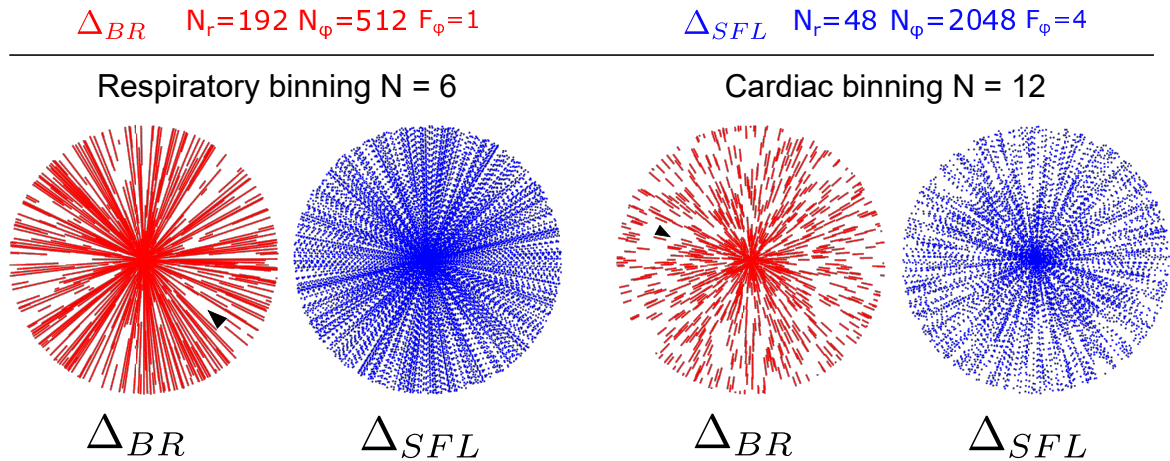 Δ_BR N_r=192 N_φ=512 F_φ=1 Δ_SFL N_r=48 N_φ=2048 F_φ=4
Respiratory binning N = 6 Cardiac binning N = 12
Δ_BR Δ_SFL Δ_BR Δ_SFL